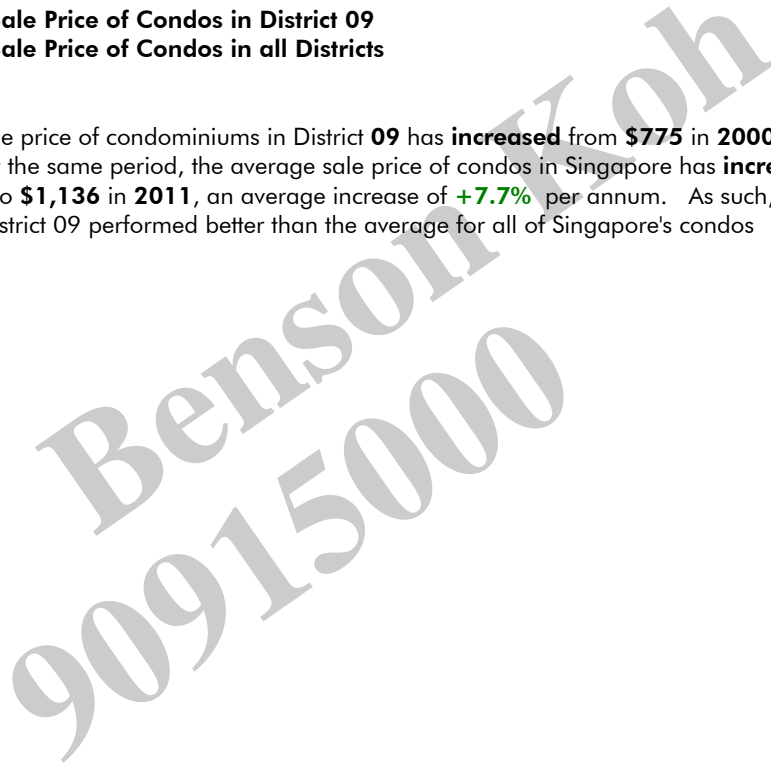 ale Price of Condos in District 09
ale Price of Condos in all Districts
e price of condominiums in District 09 has increased from $775 in 2000
the same period, the average sale price of condos in Singapore has incre
o $1,136 in 2011, an average increase of +7.7% per annum. As such,
strict 09 performed better than the average for all of Singapore's condos
Benson Koh
90915000